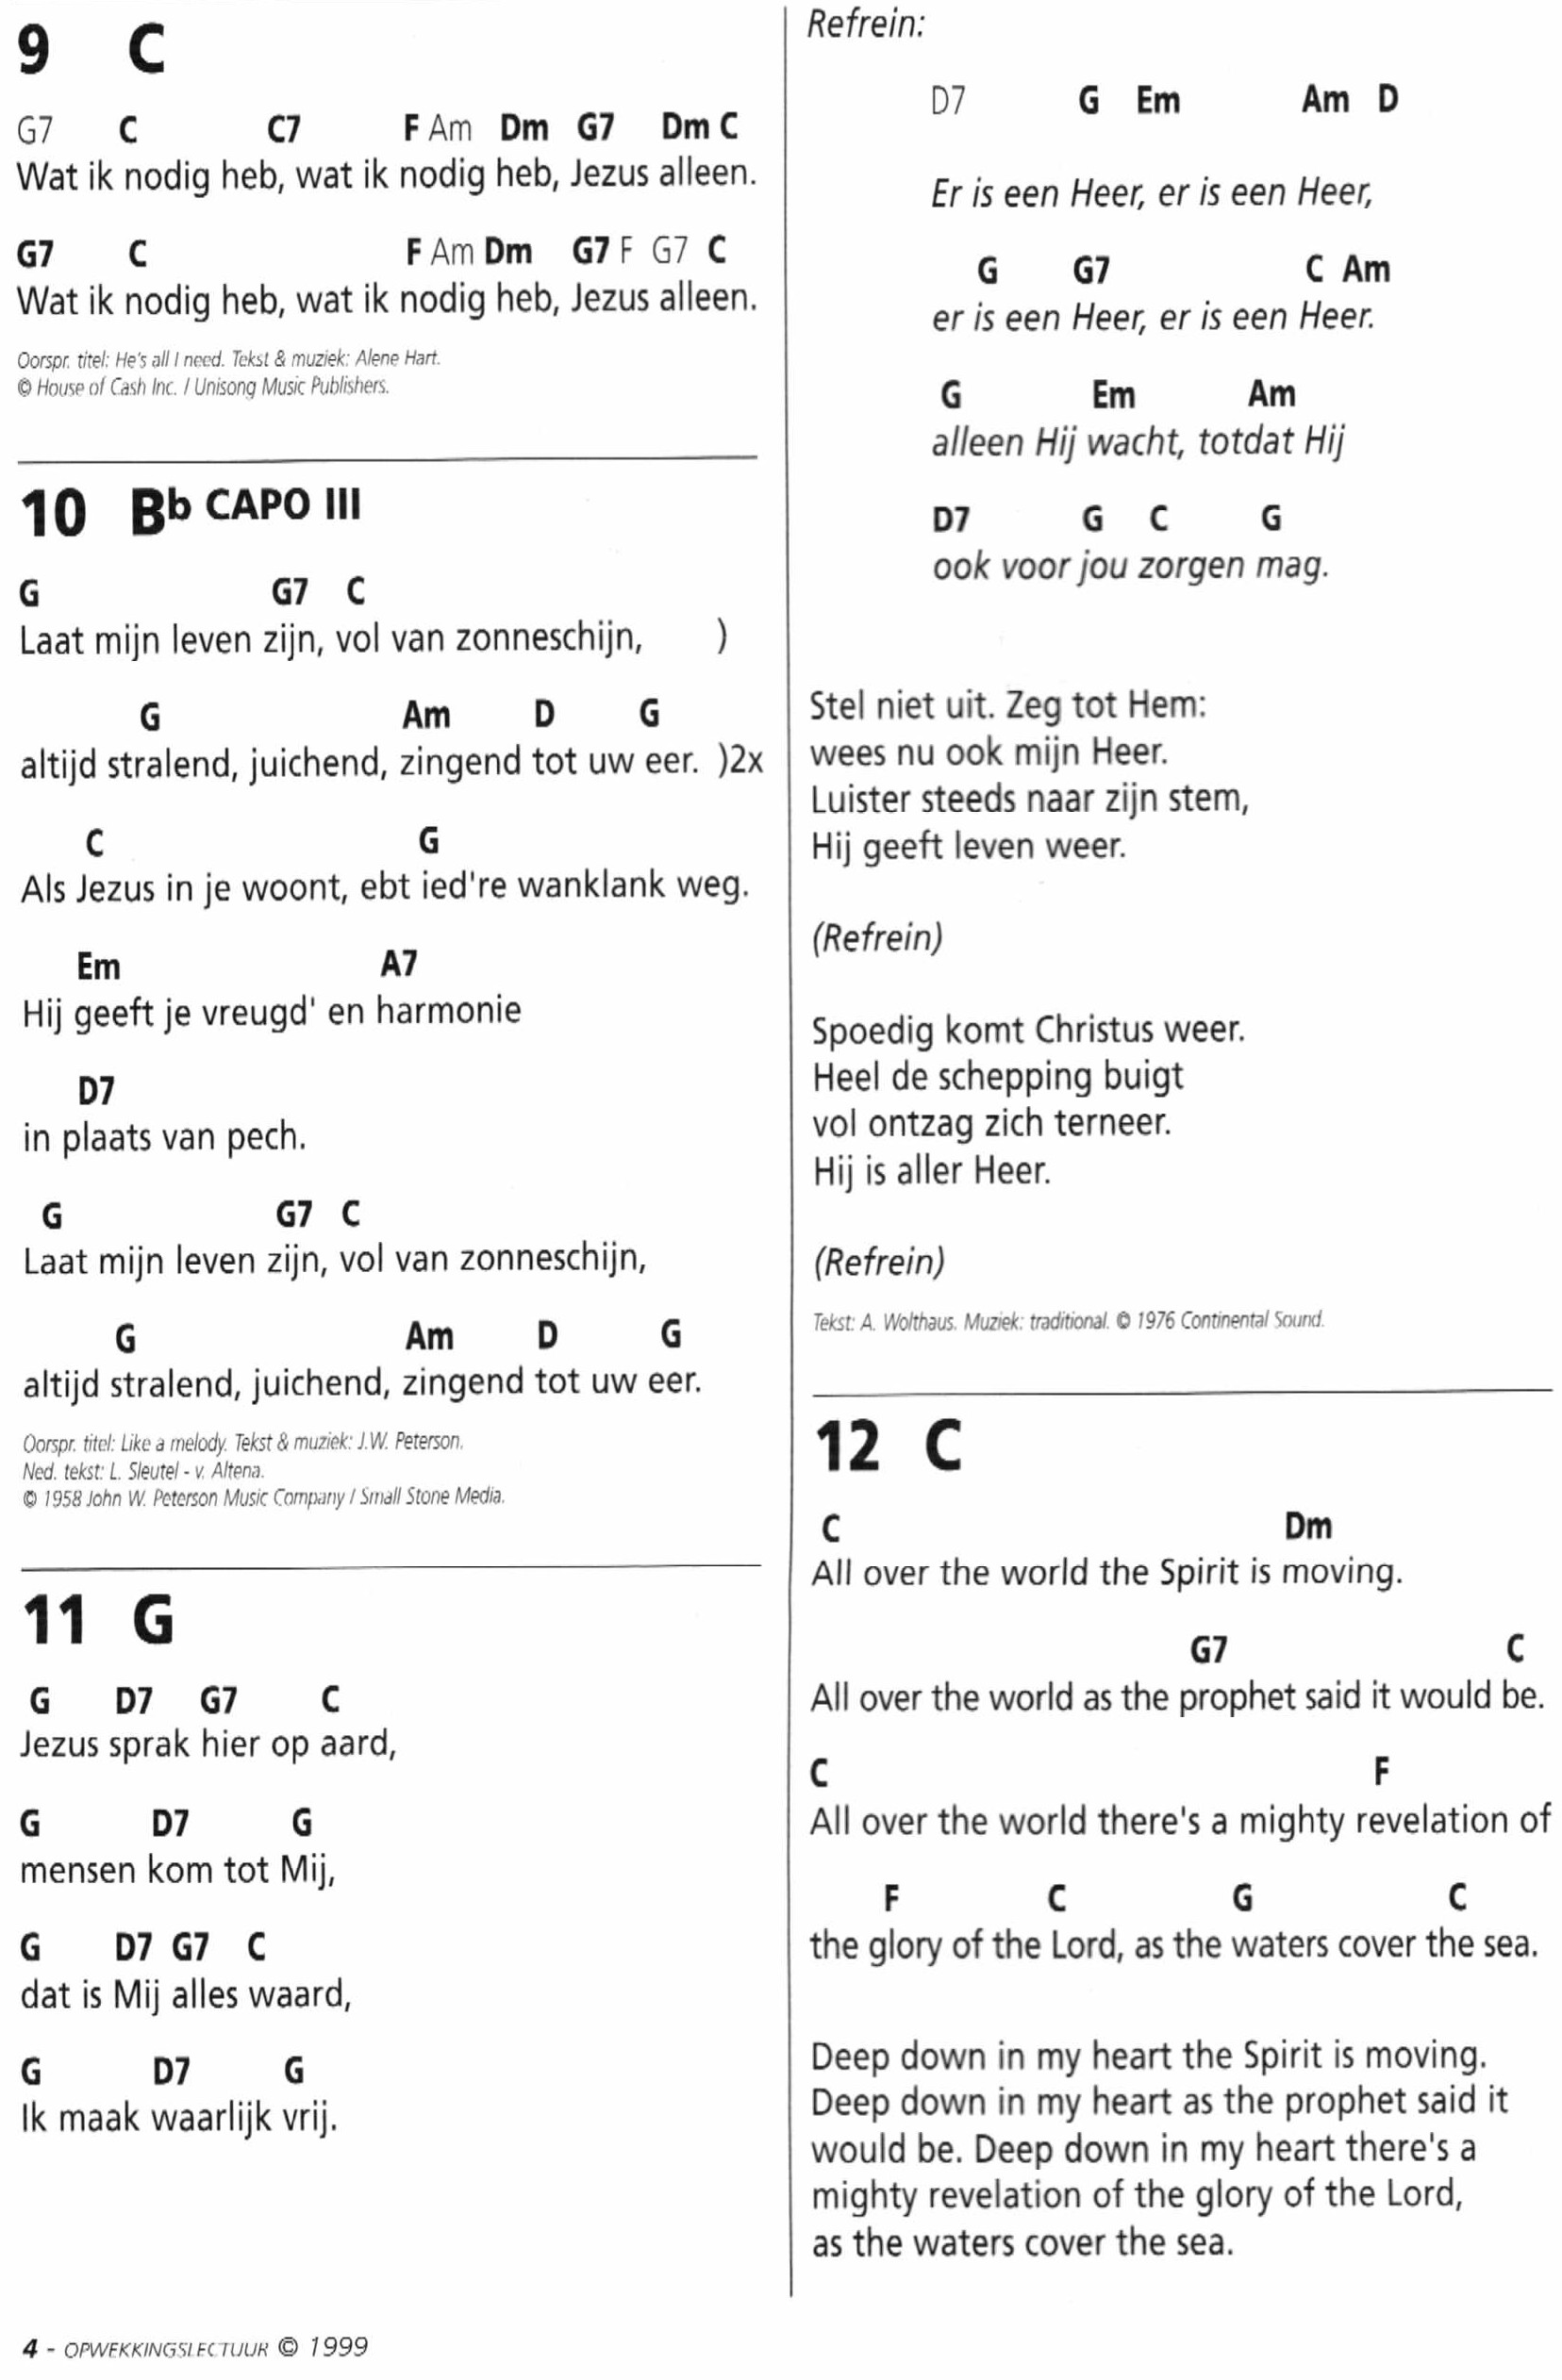 9 C
G7 C C7 F Am Dm G7 Dm C
Wat ik nodig heb, wat ik nodig heb, Jezus alleen.
G7 C F Am Dm G7 F G7 C
Wat ik nodig heb, wat ik nodig heb, Jezus alleen.
Oorspr. titel: He's all I need. Tekst & muziek: Alene Hart.
© House of Cash Inc. / Unisong Music Publishers.
10 Bb CAPO III
G G7 C
Laat mijn leven zijn, vol van zonneschijn, )
G Am D G
altijd stralend, juichend, zingend tot uw eer. )2x
C G
Als Jezus in je woont, ebt ied're wanklank weg.
Em A7
Hij geeft je vreugd' en harmonie
D7
in plaats van pech.
G G7 C
Laat mijn leven zijn, vol van zonneschijn,
G Am D G
altijd stralend, juichend, zingend tot uw eer.
Oorspr. titel: Like a melody. Tekst & muziek: J.W. Peterson.
Ned. tekst: L. Sleutel - v. Altena.
© 1958 John W. Peterson Music Company / Small Stone Media.
11 G
G D7 G7 C
Jezus sprak hier op aard,
G D7 G
mensen kom tot Mij,
G D7 G7 C
dat is Mij alles waard,
G D7 G
Ik maak waarlijk vrij.
Refrein:
D7 G Em Am D
Er is een Heer, er is een Heer,
G G7 C Am
er is een Heer, er is een Heer.
G Em Am
alleen Hij wacht, totdat Hij
D7 G C G
ook voor jou zorgen mag.
Stel niet uit. Zeg tot Hem:
wees nu ook mijn Heer.
Luister steeds naar zijn stem,
Hij geeft leven weer.
(Refrein)
Spoedig komt Christus weer.
Heel de schepping buigt
vol ontzag zich terneer.
Hij is aller Heer.
(Refrein)
Tekst: A. Wolthaus. Muziek: traditional. © 1976 Continental Sound.
12 C
C Dm
All over the world the Spirit is moving.
G7 C
All over the world as the prophet said it would be.
C F
All over the world there's a mighty revelation of
F C G C
the glory of the Lord, as the waters cover the sea.
Deep down in my heart the Spirit is moving.
Deep down in my heart as the prophet said it
would be. Deep down in my heart there's a
mighty revelation of the glory of the Lord,
as the waters cover the sea.
4 - OPWEKKINGSLECTUUR © 1999